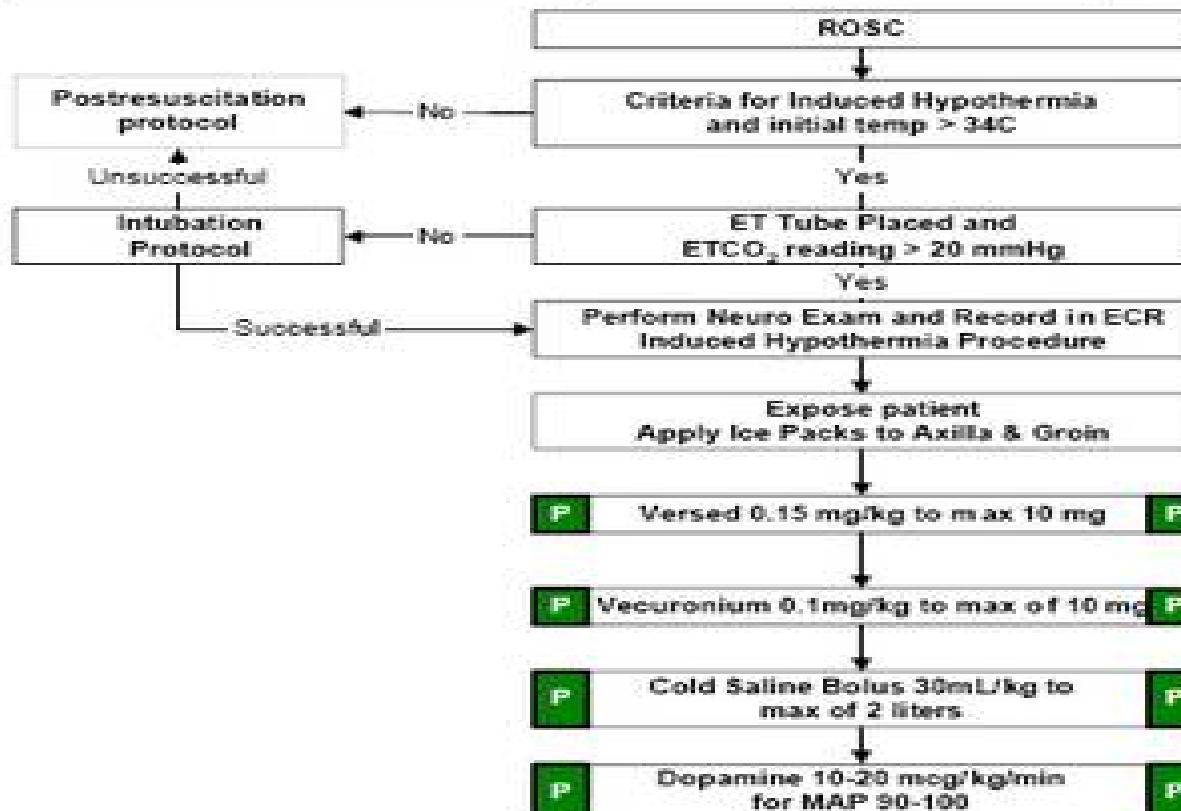 ROSC
Criteria for Induced Hypothermia
and initial temp > 34C
No
Postresuscitation
protocol
Yes
Unsuccessful
ET Tube Placed and
ETCO₂ reading > 20 mmHg
No
Intubation
Protocol
Yes
Successful
Perform Neuro Exam and Record in ECR
Induced Hypothermia Procedure
Expose patient
Apply Ice Packs to Axilla & Groin
P Versed 0.15 mg/kg to max 10 mg P
P Vecuronium 0.1mg/kg to max of 10 mg P
P Cold Saline Bolus 30mL/kg to
max of 2 liters P
P Dopamine 10-20 mcg/kg/min
for MAP 90-100 P